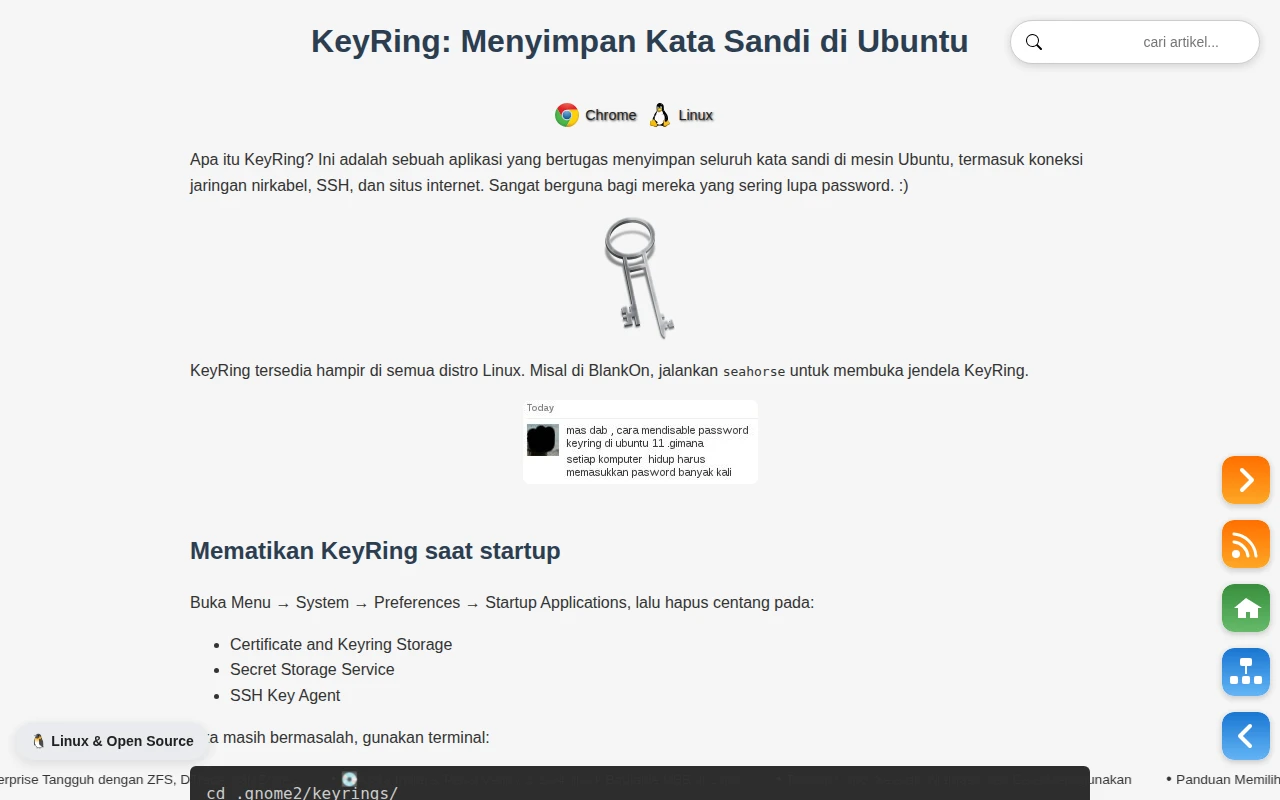 KeyRing: Menyimpan Kata Sandi di Ubuntu
cari artikel...
Chrome Linux
Apa itu KeyRing? Ini adalah sebuah aplikasi yang bertugas menyimpan seluruh kata sandi di mesin Ubuntu, termasuk koneksi
jaringan nirkabel, SSH, dan situs internet. Sangat berguna bagi mereka yang sering lupa password. :)
KeyRing tersedia hampir di semua distro Linux. Misal di BlankOn, jalankan seahorse untuk membuka jendela KeyRing.
Today
mas dab , cara mendisable password
keyring di ubuntu 11 .gimana
setiap komputer hidup harus
memasukkan pasword banyak kali
Mematikan KeyRing saat startup
Buka Menu → System → Preferences → Startup Applications, lalu hapus centang pada:
• Certificate and Keyring Storage
• Secret Storage Service
• SSH Key Agent
masih bermasalah, gunakan terminal:
Linux & Open Source
erprise Tangguh dengan ZFS, D
unakan • Panduan Memilih
cd .gnome2/keyrings/